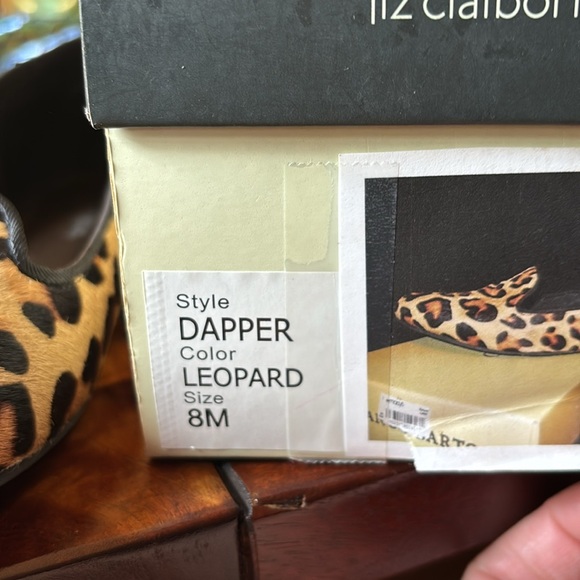 liz claibor
Style
DAPPER
Color
LEOPARD
Size
8M